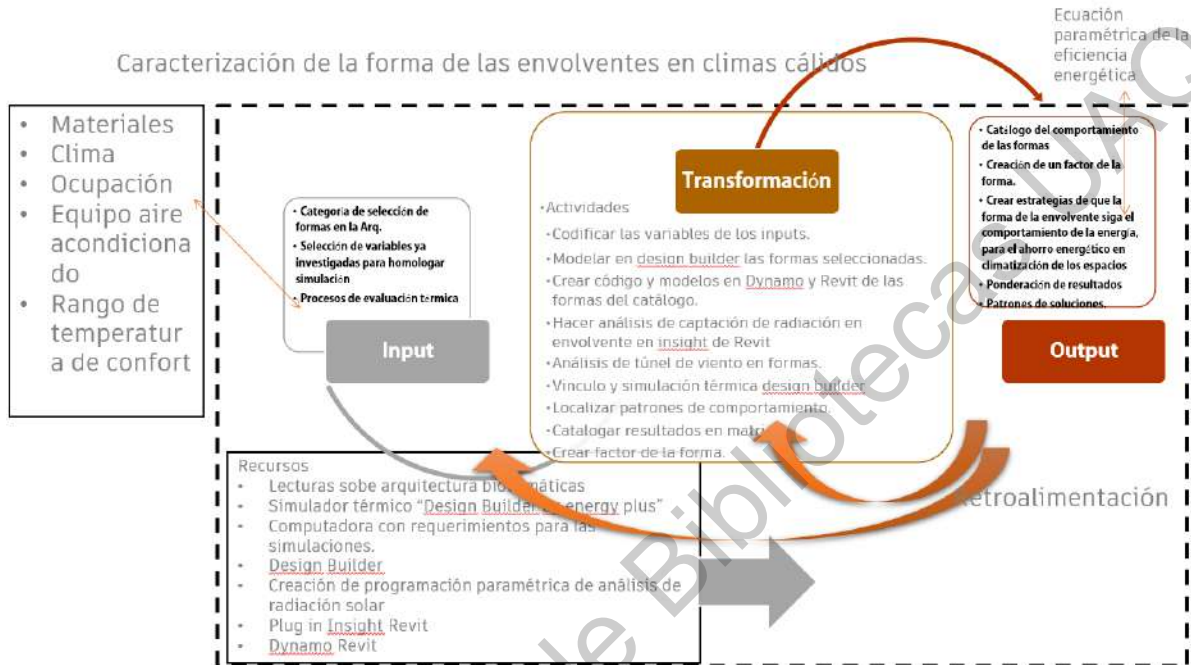 Ecuación
paramétrica de la
eficiencia
energética
Caracterización de la forma de las envolventes en climas cálidos
• Materiales
• Clima
• Ocupación
• Equipo aire
acondiciona
do
• Rango de
temperatur
a de confort
• Categoria de selección de
formas en la Arq.
• Selección de variables ya
investigadas para homologar
simulación
• Procesos de evaluación térmica
Input
Transformación
• Actividades
• Codificar las variables de los inputs.
• Modelar en design builder las formas seleccionadas.
• Crear código y modelos en Dynamo y Revit de las
formas del catálogo.
• Hacer análisis de captación de radiación en
envolvente en insight de Revit
• Análisis de túnel de viento en formas.
• Vinculo y simulación térmica design builder
• Localizar patrones de comportamiento.
• Catalogar resultados en
• Crear factor de la forma.
• Catálogo del comportamiento
de las formas
• Creación de un factor de la
forma.
• Crear estrategias de que la
forma de la envolvente siga el
comportamiento de la energía,
para el ahorro energético en
climatización de los espacios
• Ponderación de resultados
• Patrones de soluciones.
Output
Recursos
• Lecturas sobe arquitectura
• Simulador térmico "Design Builder energy plus"
• Computadora con requerimientos para las
simulaciones.
• Design Builder
• Creación de programación paramétrica de análisis de
radiación solar
• Plug in Insight Revit
• Dynamo Revit
Retroalimentación
de Bibliotecas UAC